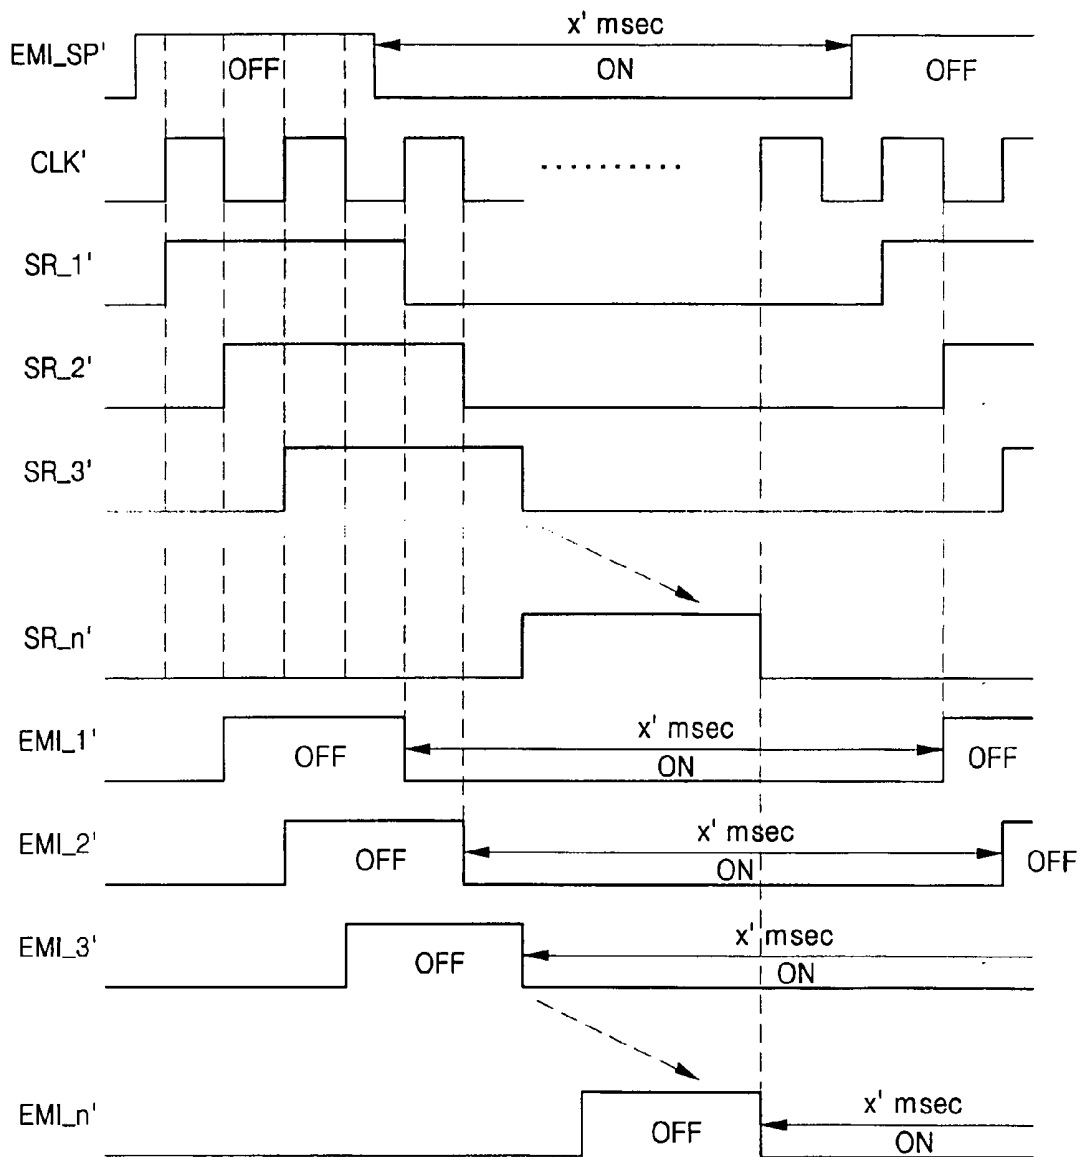 x' msec
EMI_SP'
OFF
ON
OFF
CLK'
SR_1'
SR_2'
SR_3'
SR_n'
EMI_1'
OFF
x' msec
ON
OFF
EMI_2'
OFF
x' msec
ON
OFF
EMI_3'
OFF
x' msec
ON
EMI_n'
OFF
x' msec
ON